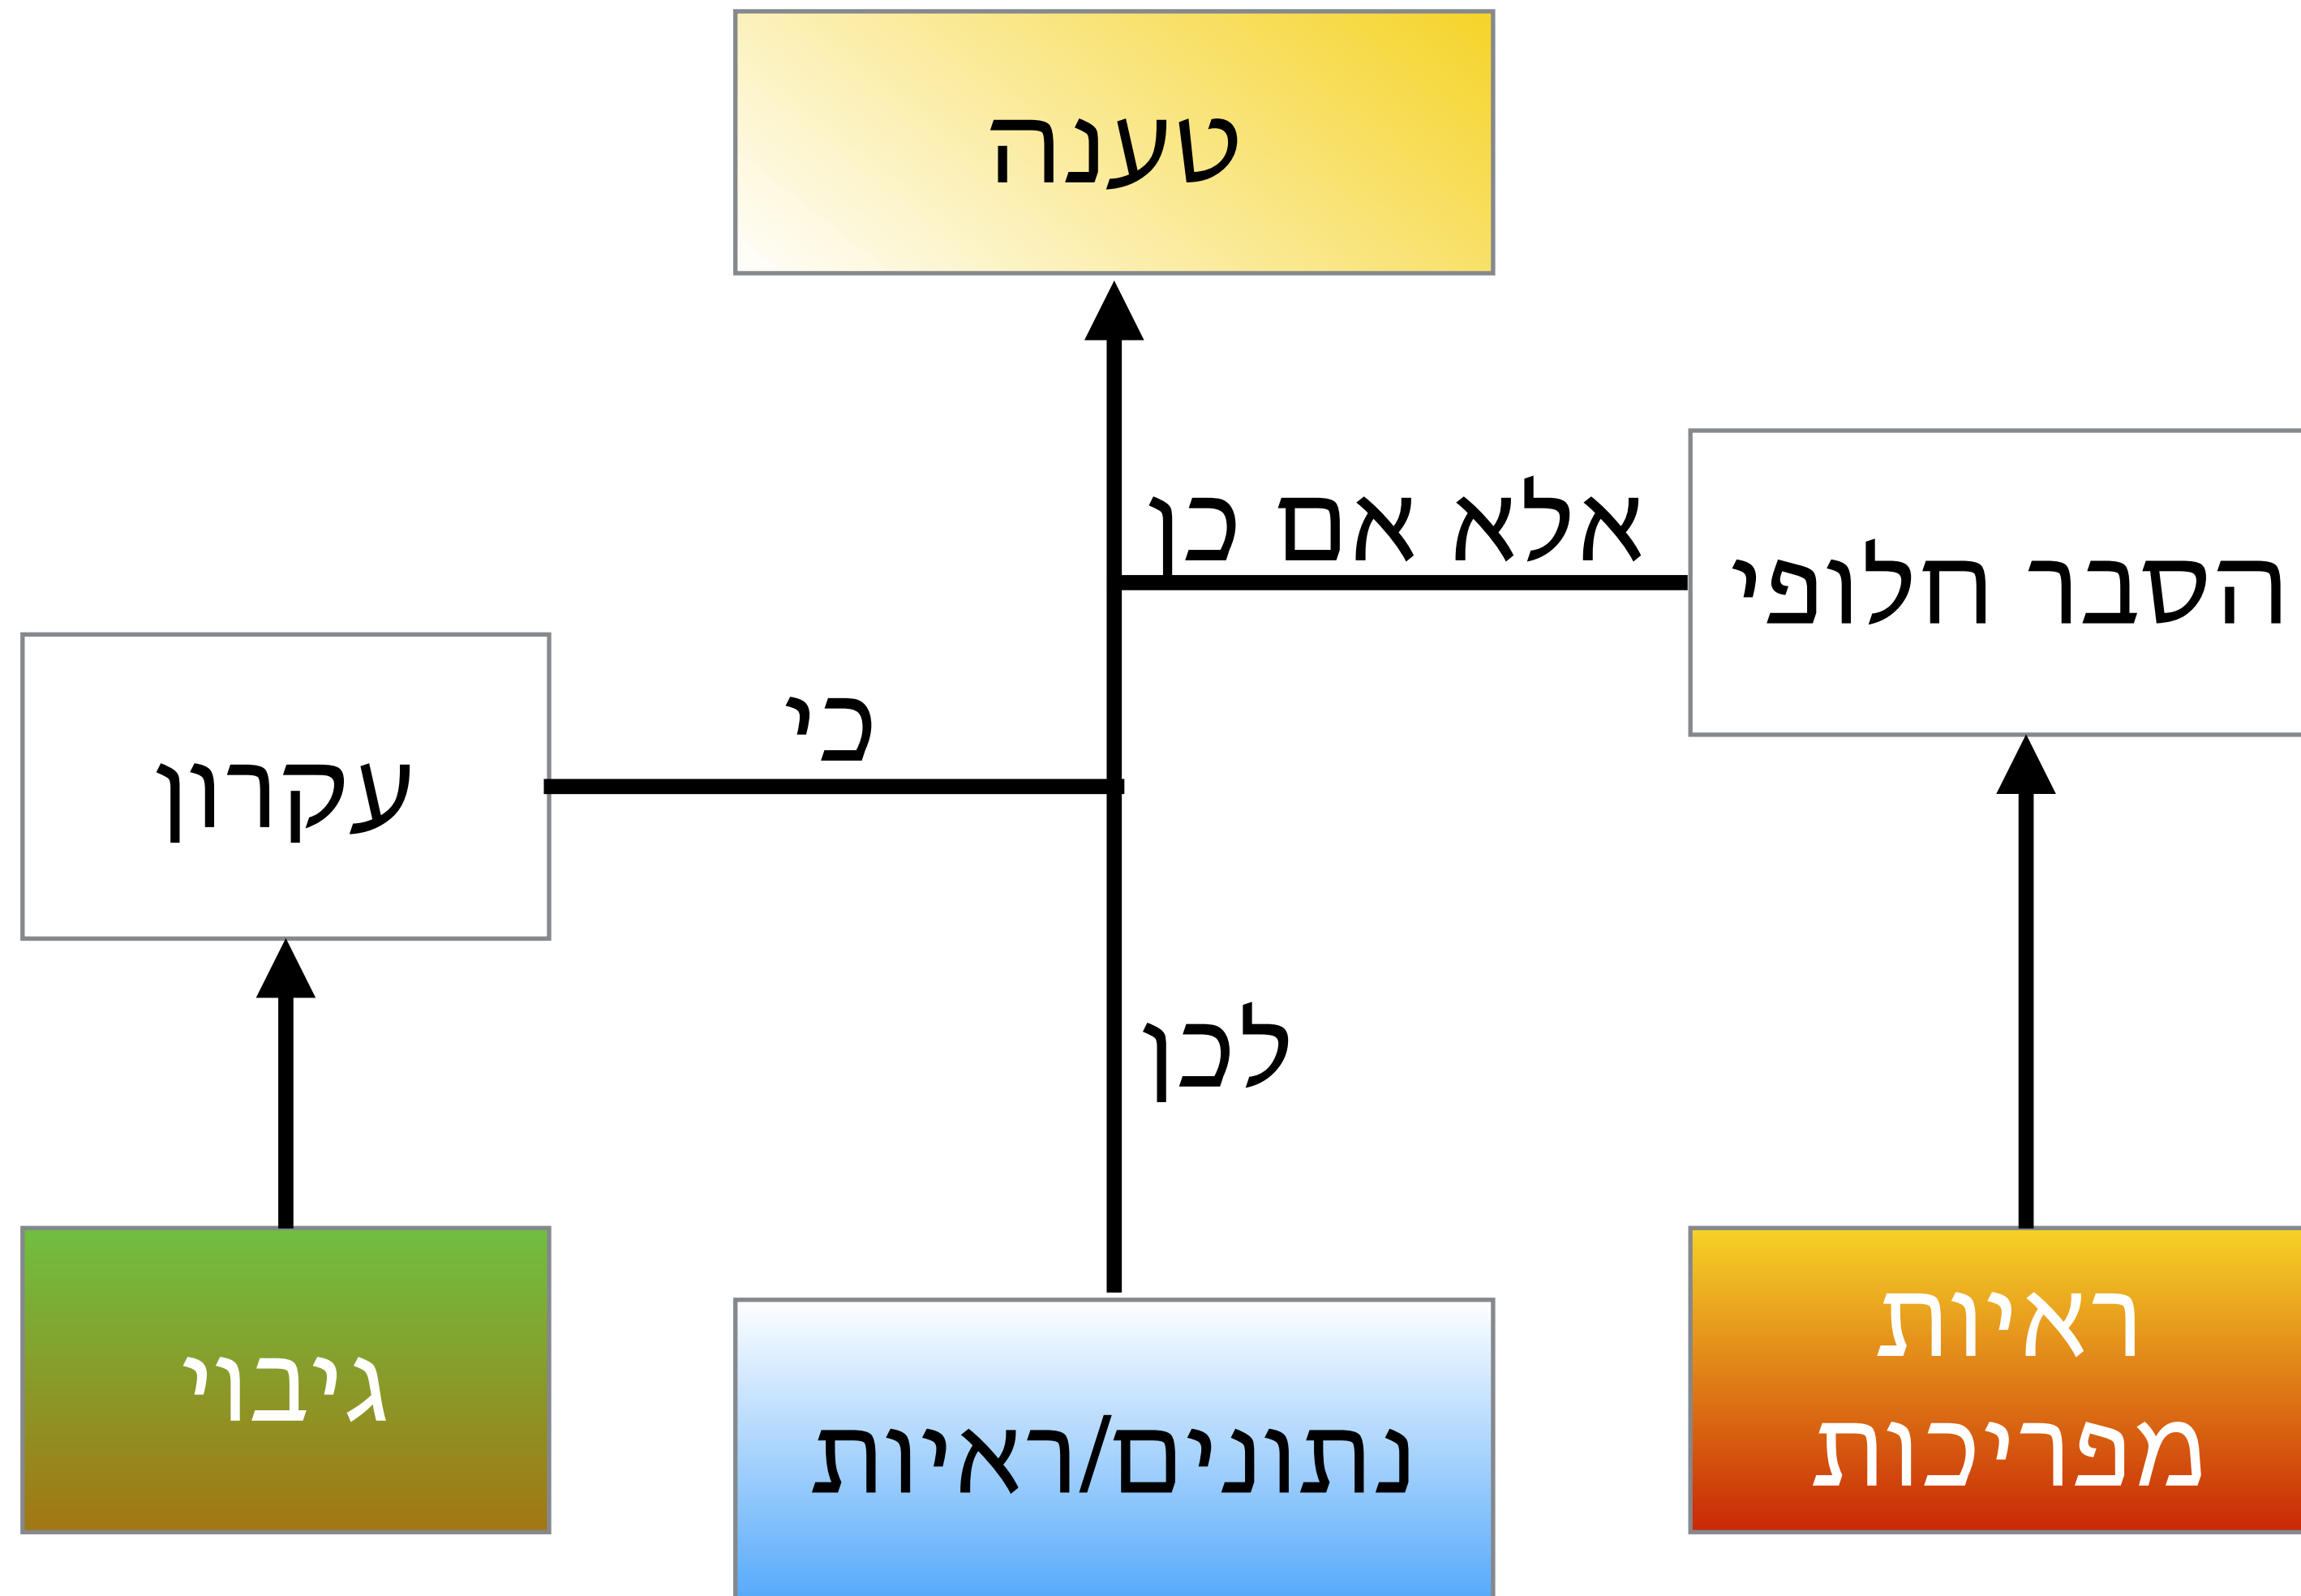 טענה
אלא אם כן
הסבר חלופי
כי
עקרון
לכן
ראיות
מפריכות
נתונים/ראיות
גיבוי